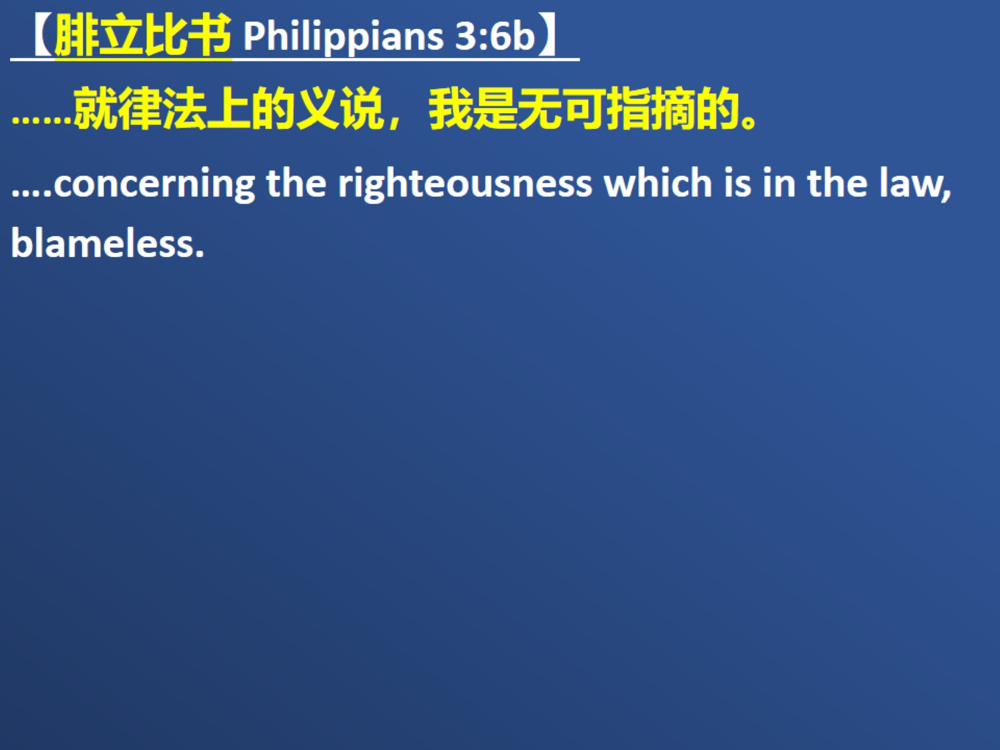 【腓立比书 Philippians 3:6b】
……就律法上的义说，我是无可指摘的。
….concerning the righteousness which is in the law,
blameless.